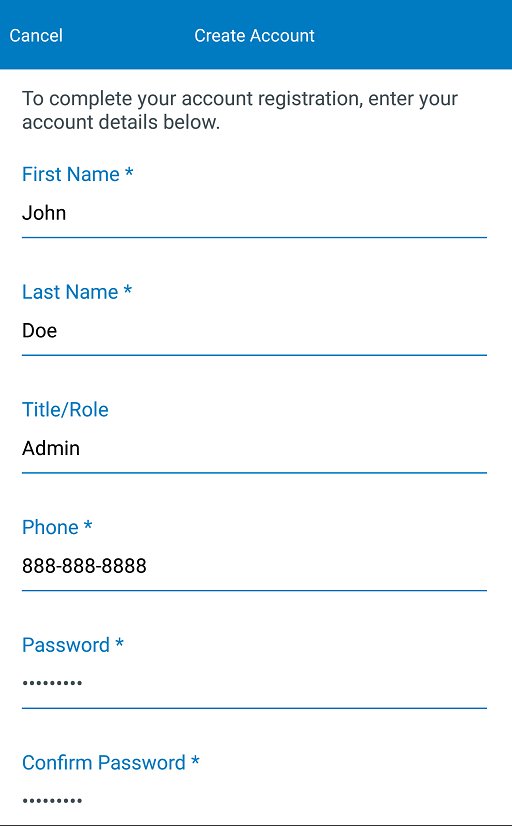 Cancel
Create Account
To complete your account registration, enter your
account details below.
First Name *
John
Last Name *
Doe
Title/Role
Admin
Phone *
888-888-8888
Password *
•••••••••
Confirm Password *
•••••••••